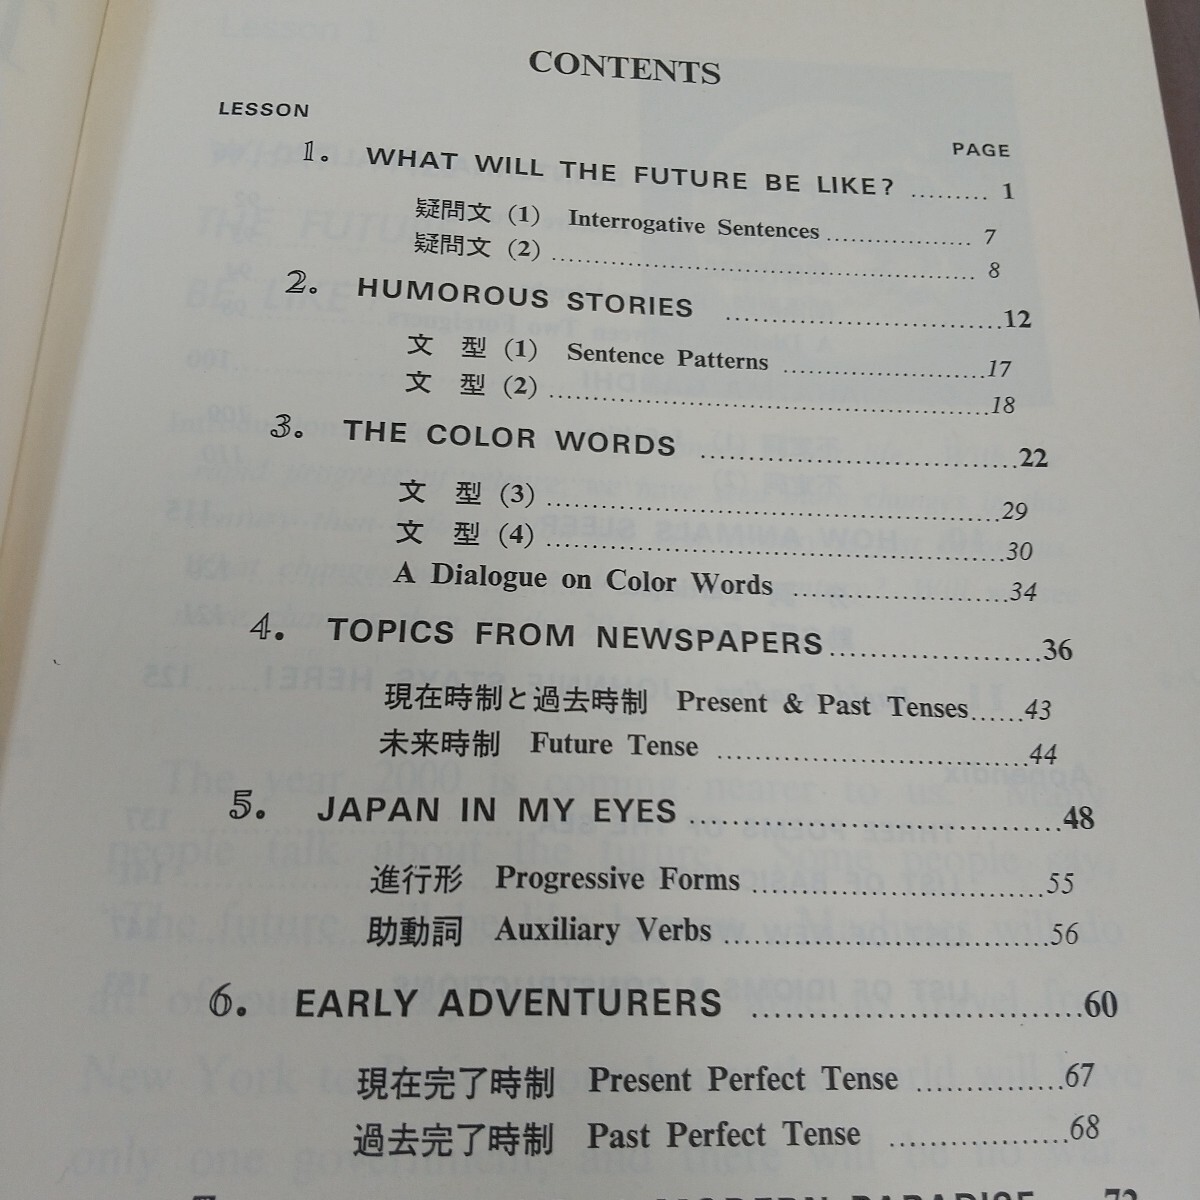 CONTENTS
LESSON
PAGE
1. WHAT WILL THE FUTURE BE LIKE? ......... 1
疑問文 (1) Interrogative Sentences .................. 7
疑問文 (2) .................. 8
2. HUMOROUS STORIES .................. 12
文 型 (1) Sentence Patterns .................. 17
文 型 (2) .................. 18
3. THE COLOR WORDS .................. 22
文 型 (3) .................. 29
文 型 (4) .................. 30
A Dialogue on Color Words .................. 34
4. TOPICS FROM NEWSPAPERS .................. 36
現在時制と過去時制 Present & Past Tenses ...... 43
未来時制 Future Tense .................. 44
5. JAPAN IN MY EYES .................. 48
進行形 Progressive Forms .................. 55
助動詞 Auxiliary Verbs .................. 56
6. EARLY ADVENTURERS .................. 60
現在完了時制 Present Perfect Tense .................. 67
過去完了時制 Past Perfect Tense .................. 68
MODERN PARADISE